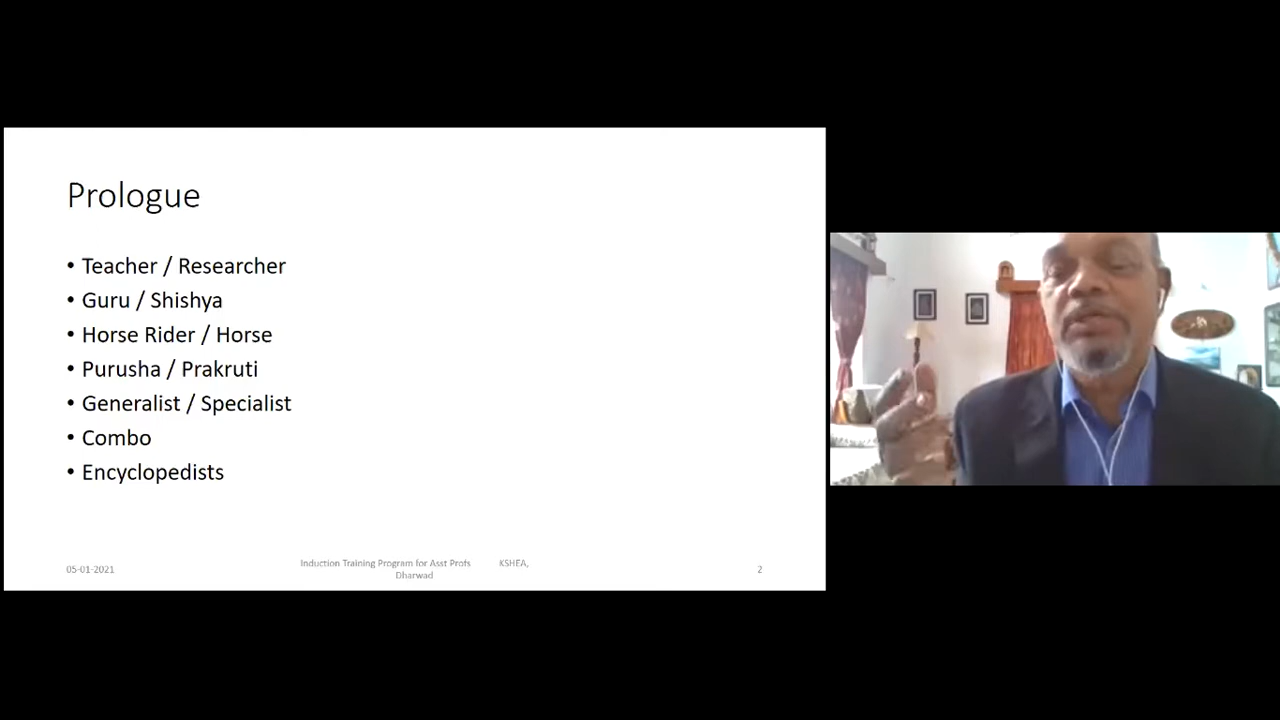 Prologue
• Teacher / Researcher
• Guru / Shishya
• Horse Rider / Horse
• Purusha / Prakruti
• Generalist / Specialist
• Combo
• Encyclopedists
05-01-2021
Induction Training Program for Asst Profs KSHEA,
Dharwad
2